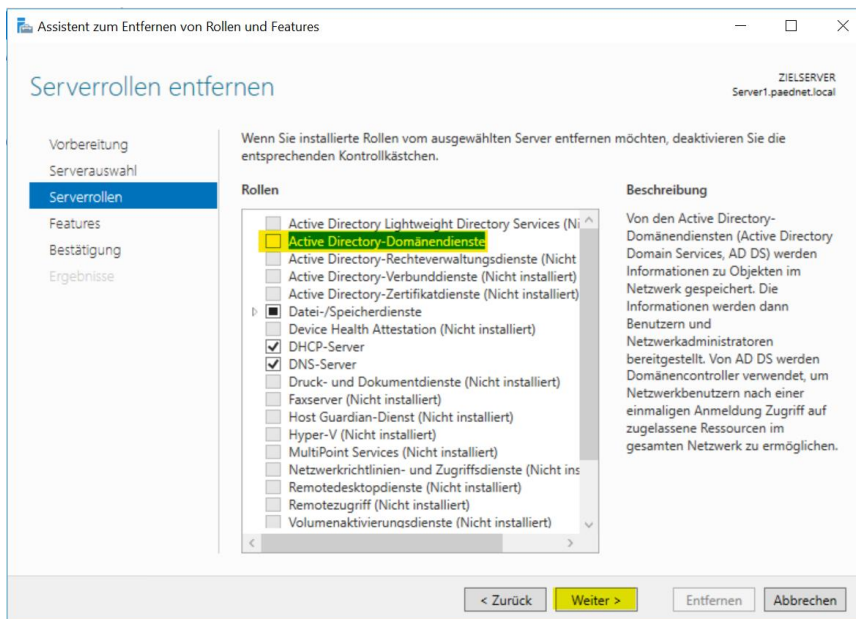 Assistent zum Entfernen von Rollen und Features
Serverrollen entfernen
ZIELSERVER
Server1.paednet.local
Vorbereitung
Serverauswahl
Serverrollen
Features
Bestätigung
Ergebnisse
Wenn Sie installierte Rollen vom ausgewählten Server entfernen möchten, deaktivieren Sie die
entsprechenden Kontrollkästchen.
Rollen
Active Directory Lightweight Directory Services (Ni
Active Directory-Domänendienste
Active Directory-Rechteverwaltungsdienste (Nicht
Active Directory-Verbunddienste (Nicht installiert)
Active Directory-Zertifikatdienste (Nicht installiert)
Datei-/Speicherdienste
Device Health Attestation (Nicht installiert)
DHCP-Server
DNS-Server
Druck- und Dokumentdienste (Nicht installiert)
Faxserver (Nicht installiert)
Host Guardian-Dienst (Nicht installiert)
Hyper-V (Nicht installiert)
MultiPoint Services (Nicht installiert)
Netzwerkrichtlinien- und Zugriffsdienste (Nicht ins
Remotedesktopdienste (Nicht installiert)
Remotezugriff (Nicht installiert)
Volumenaktivierungsdienste (Nicht installiert)
Beschreibung
Von den Active Directory-
Domänendiensten (Active Directory
Domain Services, AD DS) werden
Informationen zu Objekten im
Netzwerk gespeichert. Die
Informationen werden dann
Benutzern und
Netzwerkadministratoren
bereitgestellt. Von AD DS werden
Domänencontroller verwendet, um
Netzwerkbenutzern nach einer
einmaligen Anmeldung Zugriff auf
zugelassene Ressourcen im
gesamten Netzwerk zu ermöglichen.
< Zurück
Weiter >
Entfernen
Abbrechen